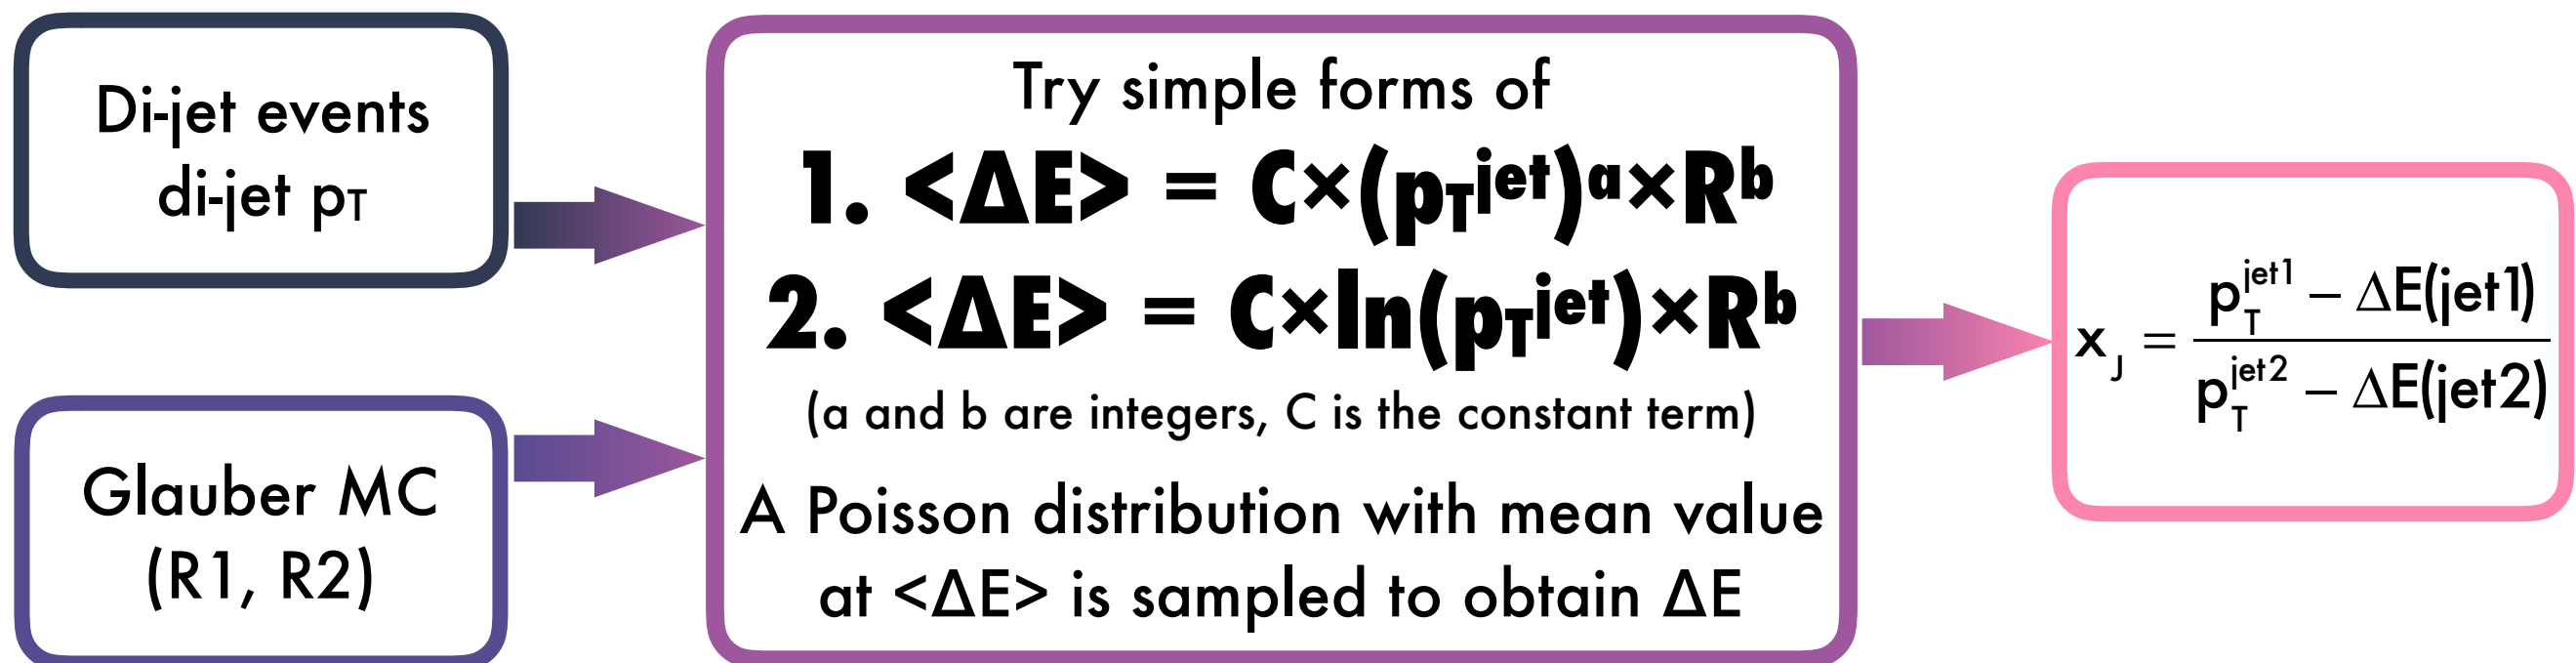 Di-jet events
di-jet pT
Glauber MC
(R1, R2)
Try simple forms of
1. <ΔE> = C×(pTjet)a×Rb
2. <ΔE> = C×ln(pTjet)×Rb
(a and b are integers, C is the constant term)
A Poisson distribution with mean value
at <ΔE> is sampled to obtain ΔE
xJ = 
pTjet1 − ΔE(jet1)
pTjet2 − ΔE(jet2)